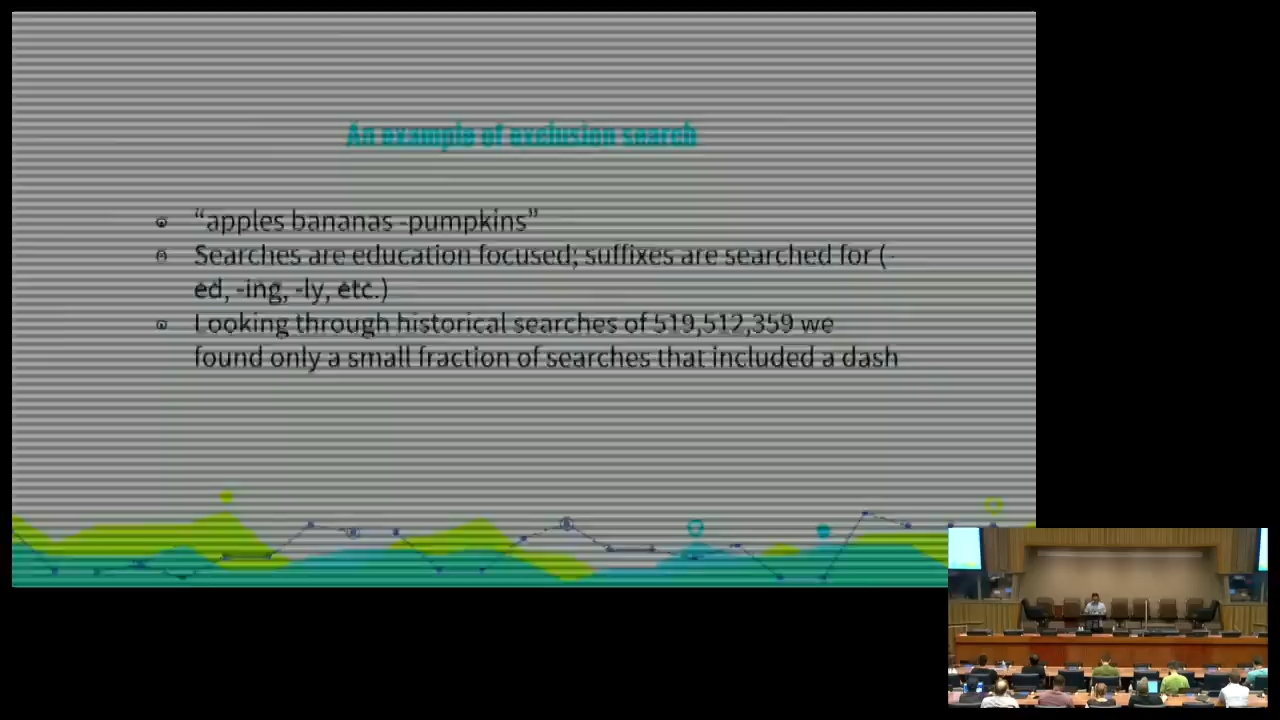 An example of exclusion search
“apples bananas -pumpkins”
Searches are education focused; suffixes are searched for (-
ed, -ing, -ly, etc.)
Looking through historical searches of 519,512,359 we
found only a small fraction of searches that included a dash